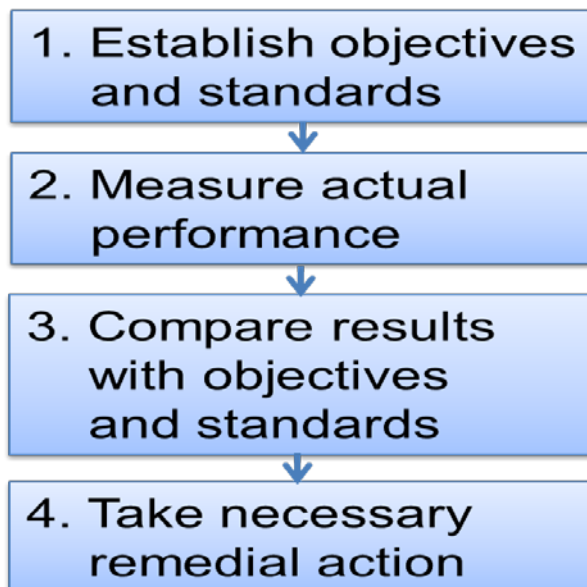 1. Establish objectives
and standards
2. Measure actual
performance
3. Compare results
with objectives
and standards
4. Take necessary
remedial action